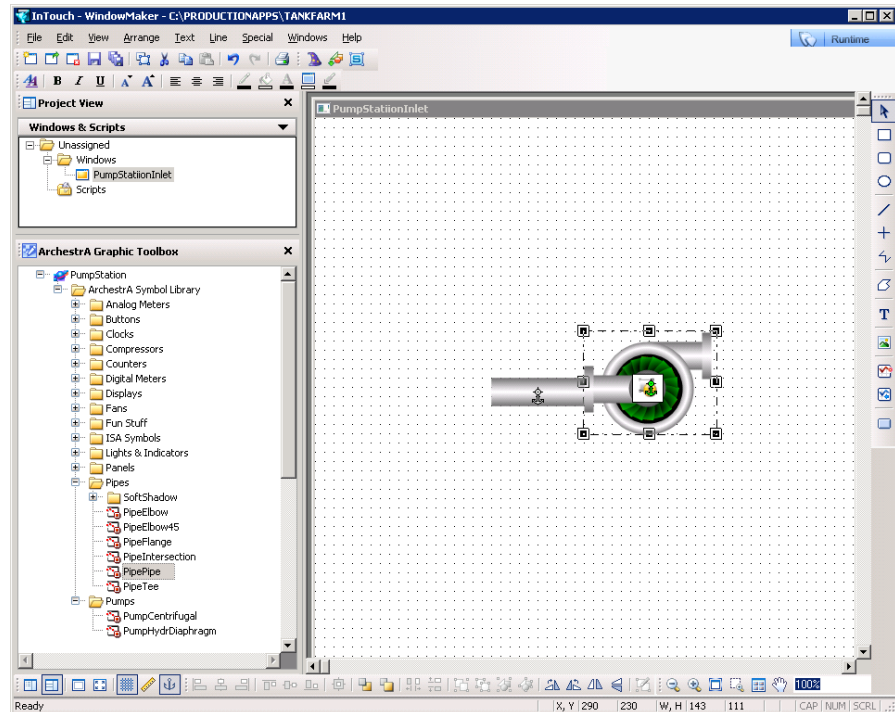 InTouch - WindowMaker - C:\PRODUCTIONAPPS\TANKFARM1
File Edit View Arrange Text Line Special Windows Help
Runtime
B I U A A A
Project View
PumpStatiionInlet
Windows & Scripts
Unassigned
Windows
PumpStatiionInlet
Scripts
ArchestrA Graphic Toolbox
PumpStation
ArchestrA Symbol Library
Analog Meters
Buttons
Clocks
Compressors
Counters
Digital Meters
Displays
Fans
Fun Stuff
ISA Symbols
Lights & Indicators
Panels
Pipes
SoftShadow
PipeElbow
PipeElbow45
PipeFlange
PipeIntersection
PipePipe
PipeTee
Pumps
PumpCentrifugal
PumpHydrDiaphragm
T
100%
Ready X, Y 290 230 W, H 143 111 CAP NUM SCRL